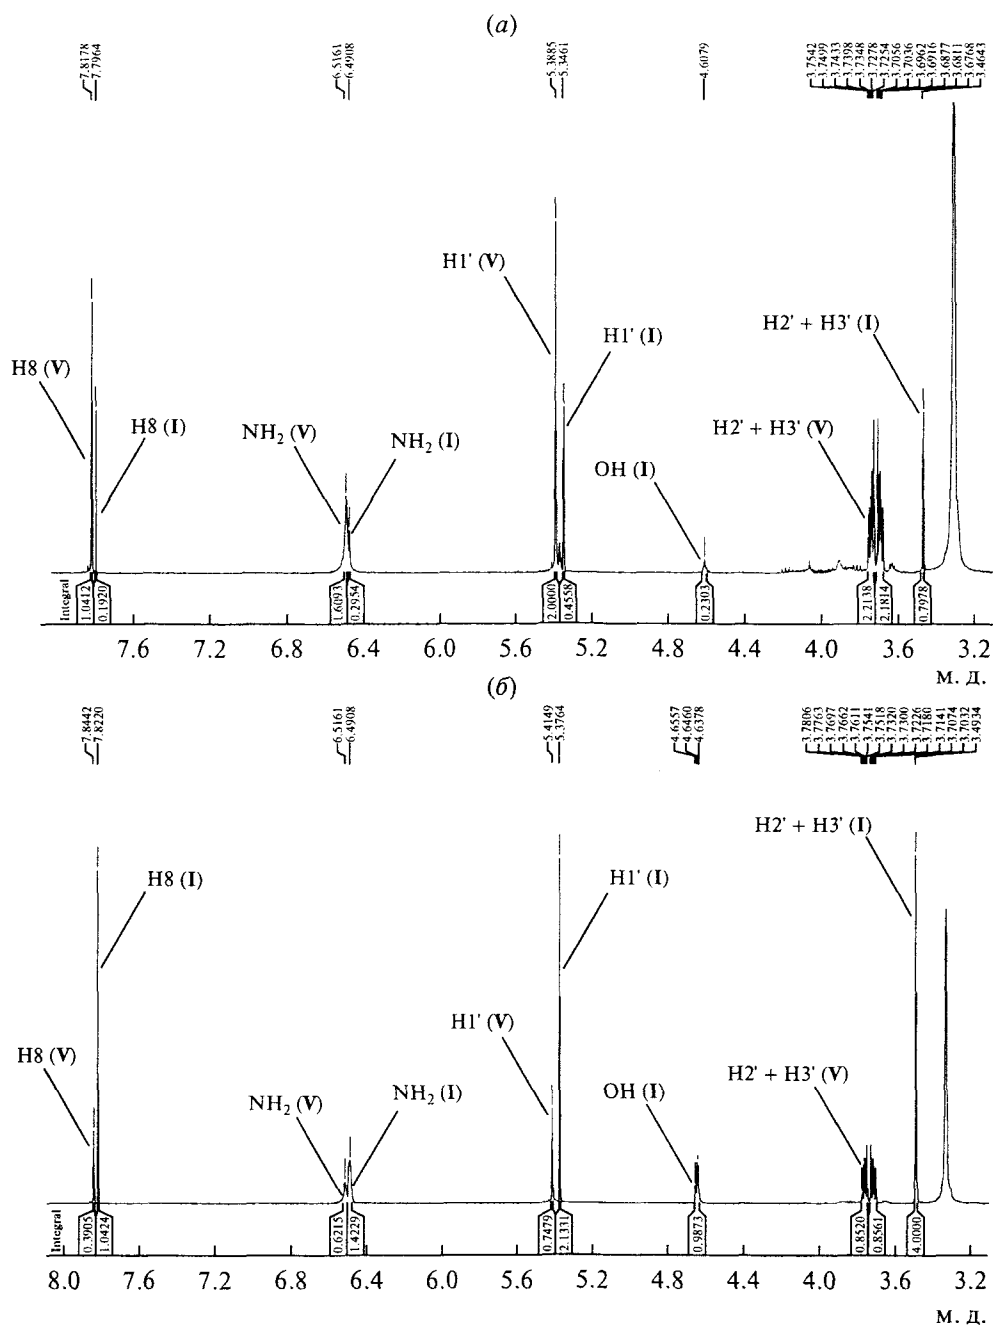 (а)
7.8178
7.7964
6.5161
6.4908
5.3885
5.3461
4.6079
3.7542
3.7499
3.7433
3.7398
3.7348
3.7278
3.7254
3.7056
3.7036
3.6962
3.6916
3.6877
3.6811
3.6768
3.4643
H1' (V)
H2' + H3' (I)
H1' (I)
H8 (V)
H8 (I)
NH₂ (V)
NH₂ (I)
H2' + H3' (V)
OH (I)
Integral
1.0412
0.1920
1.6093
0.2954
2.0000
0.4558
0.2303
2.2138
2.1814
0.7978
7.6 7.2 6.8 6.4 6.0 5.6 5.2 4.8 4.4 4.0 3.6 3.2
м. д.
(б)
7.8442
7.8220
6.5161
6.4908
5.4149
5.3764
4.6557
4.6460
4.6378
3.7806
3.7763
3.7697
3.7662
3.7611
3.7541
3.7518
3.7320
3.7300
3.7226
3.7180
3.7141
3.7074
3.7032
3.4934
H2' + H3' (I)
H8 (I)
H1' (I)
H1' (V)
H8 (V)
NH₂ (V)
NH₂ (I)
OH (I)
H2' + H3' (V)
Integral
0.3905
1.0424
0.6215
1.4229
0.7479
2.1331
0.9873
0.8520
0.8561
4.0000
8.0 7.6 7.2 6.8 6.4 6.0 5.6 5.2 4.8 4.4 4.0 3.6 3.2
м. д.